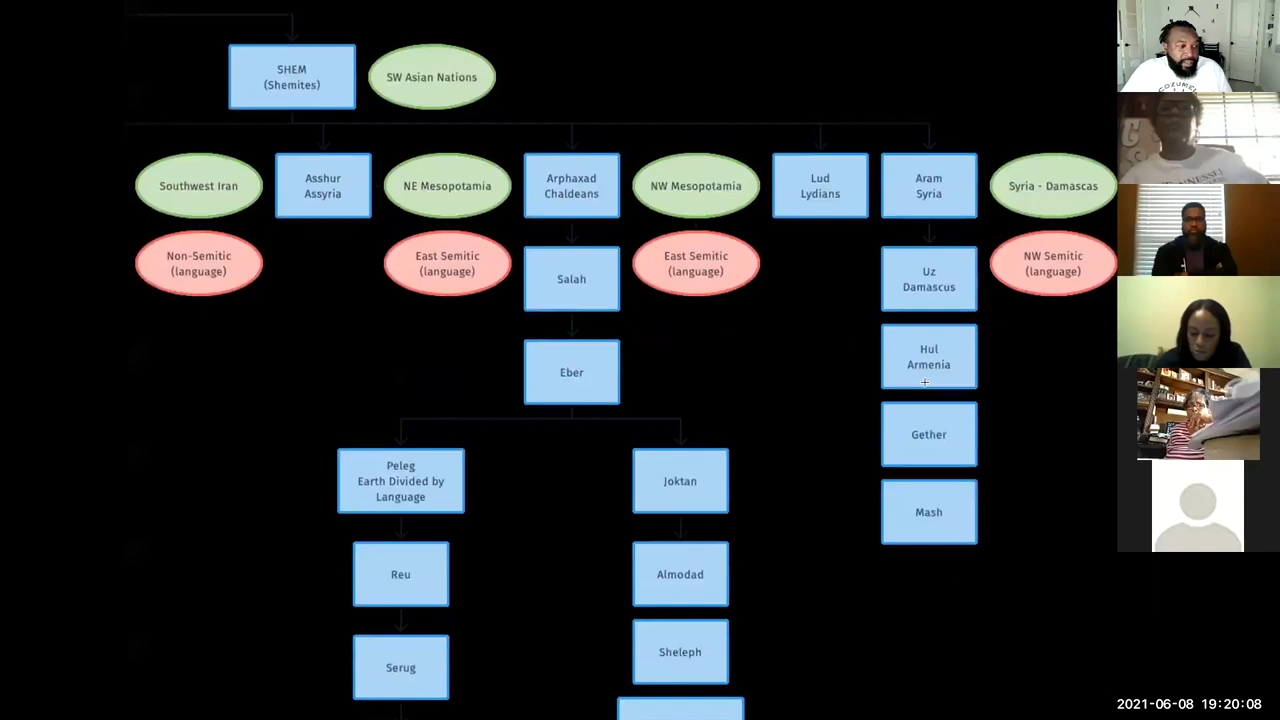 SHEM
(Shemites)
SW Asian Nations
Southwest Iran
Asshur
Assyria
NE Mesopotamia
Arphaxad
Chaldeans
NW Mesopotamia
Lud
Lydians
Aram
Syria
Syria - Damascas
Non-Semitic
(language)
East Semitic
(language)
Salah
East Semitic
(language)
Uz
Damascus
NW Semitic
(language)
Eber
Hul
Armenia
Gether
Peleg
Earth Divided by
Language
Joktan
Mash
Reu
Almodad
Serug
Sheleph
2021-06-08 19:20:08